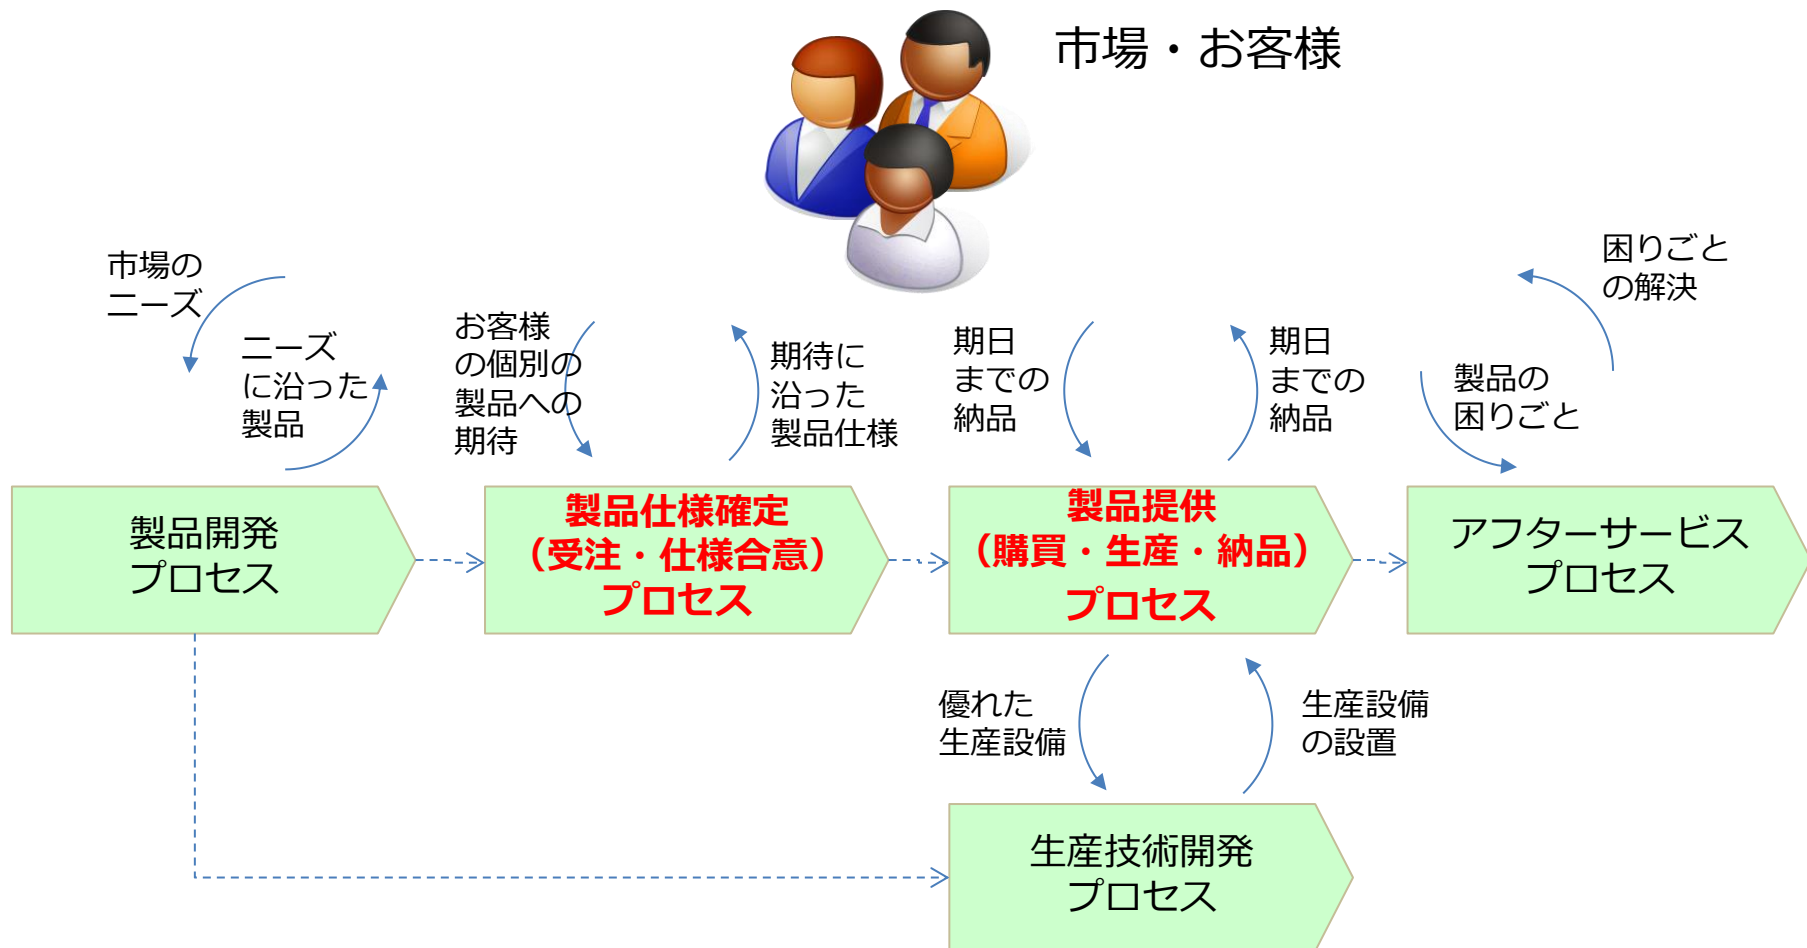 市場・お客様
市場の
ニーズ
ニーズ
に沿った
製品
お客様
の個別の
製品への
期待
期待に
沿った
製品仕様
期日
までの
納品
期日
までの
納品
製品の
困りごと
困りごと
の解決
製品開発
プロセス
製品仕様確定
（受注・仕様合意）
プロセス
製品提供
（購買・生産・納品）
プロセス
アフターサービス
プロセス
優れた
生産設備
生産設備
の設置
生産技術開発
プロセス